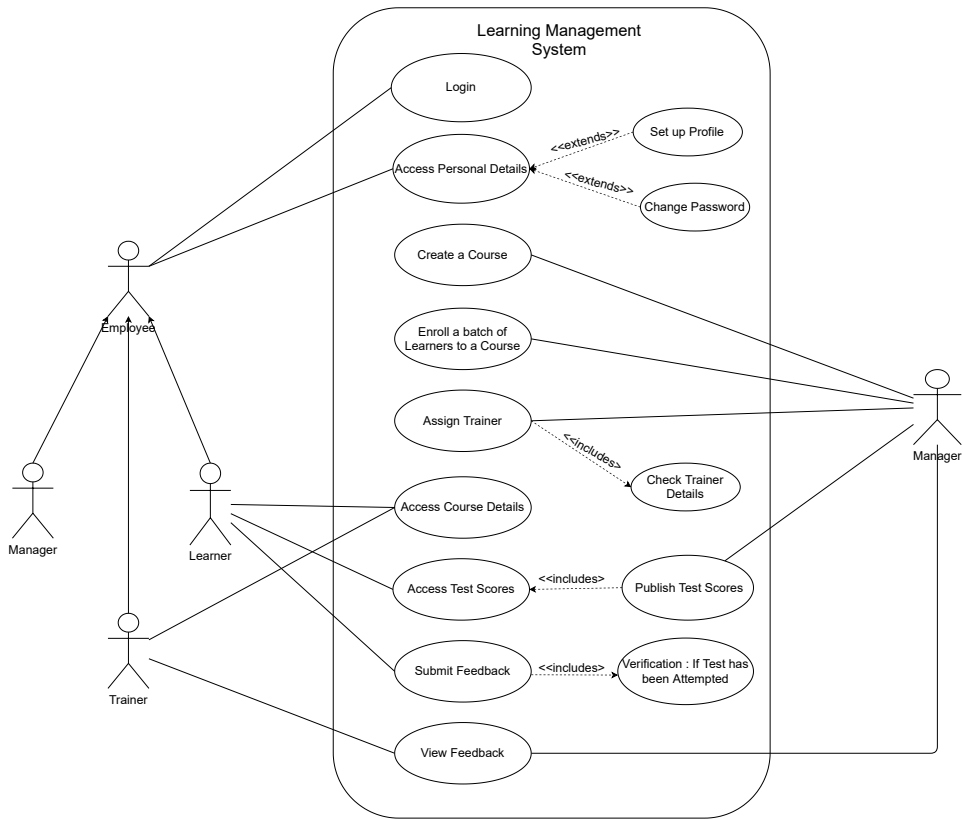 Learning Management
System
Login
<<extends>>
Set up Profile
Access Personal Details
<<extends>>
Change Password
Create a Course
Employee
Enroll a batch of
Learners to a Course
Assign Trainer
<<includes>
Manager
Check Trainer
Details
Access Course Details
Manager
Learner
Access Test Scores
<<includes>
Publish Test Scores
Submit Feedback
<<includes>
Verification : If Test has
been Attempted
Trainer
View Feedback